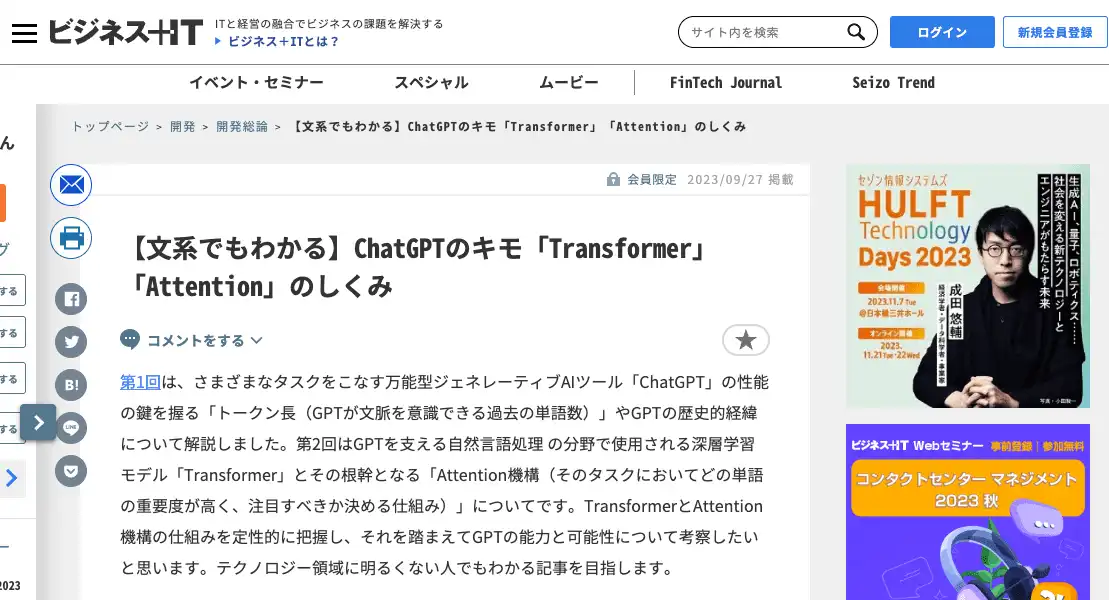 ビジネス+IT
ITと経営の融合でビジネスの課題を解決する
ビジネス+ITとは？
サイト内を検索
ログイン
新規会員登録
イベント・セミナー
スペシャル
ムービー
FinTech Journal
Seizo Trend
トップページ > 開発 > 開発総論 > 【文系でもわかる】ChatGPTのキモ「Transformer」「Attention」のしくみ
ん
グ
する
する
する
する
2023
会員限定 2023/09/27 掲載
【文系でもわかる】ChatGPTのキモ「Transformer」
「Attention」のしくみ
コメントをする
B!
LINE
第1回は、さまざまなタスクをこなす万能型ジェネレーティブAIツール「ChatGPT」の性能
の鍵を握る「トークン長（GPTが文脈を意識できる過去の単語数）」やGPTの歴史的経緯
について解説しました。第2回はGPTを支える自然言語処理 の分野で使用される深層学習
モデル「Transformer」とその根幹となる「Attention機構（そのタスクにおいてどの単語
の重要度が高く、注目すべきか決める仕組み）」についてです。TransformerとAttention
機構の仕組みを定性的に把握し、それを踏まえてGPTの能力と可能性について考察したい
と思います。テクノロジー領域に明るくない人でもわかる記事を目指します。
セゾン情報システムズ
HULFT
Technology
Days 2023
会場開催
2023.11.7 Tue
@日本橋三井ホール
オンライン開催
2023.
11.21 Tue - 22 Wed
生成AI、量子、ロボティクス……
社会を変える新テクノロジーと
エンジニアがもたらす未来
成田 悠輔
経済学者・データ科学者・事業家
写真・小田駿一
ビジネス+IT Webセミナー 事前登録 | 参加無料
コンタクトセンター マネジメント
2023 秋